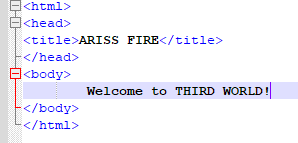 <html>
<head>
<title>ARISS FIRE</title>
</head>
<body>
Welcome to THIRD WORLD!
</body>
</html>